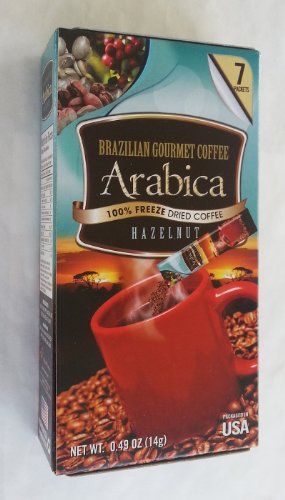 7
PACKETS
BRAZILIAN GOURMET COFFEE
Arabica
100% FREEZE DRIED COFFEE
HAZELNUT
PACKAGED IN
USA
NET WT. 0.49 OZ (14g)